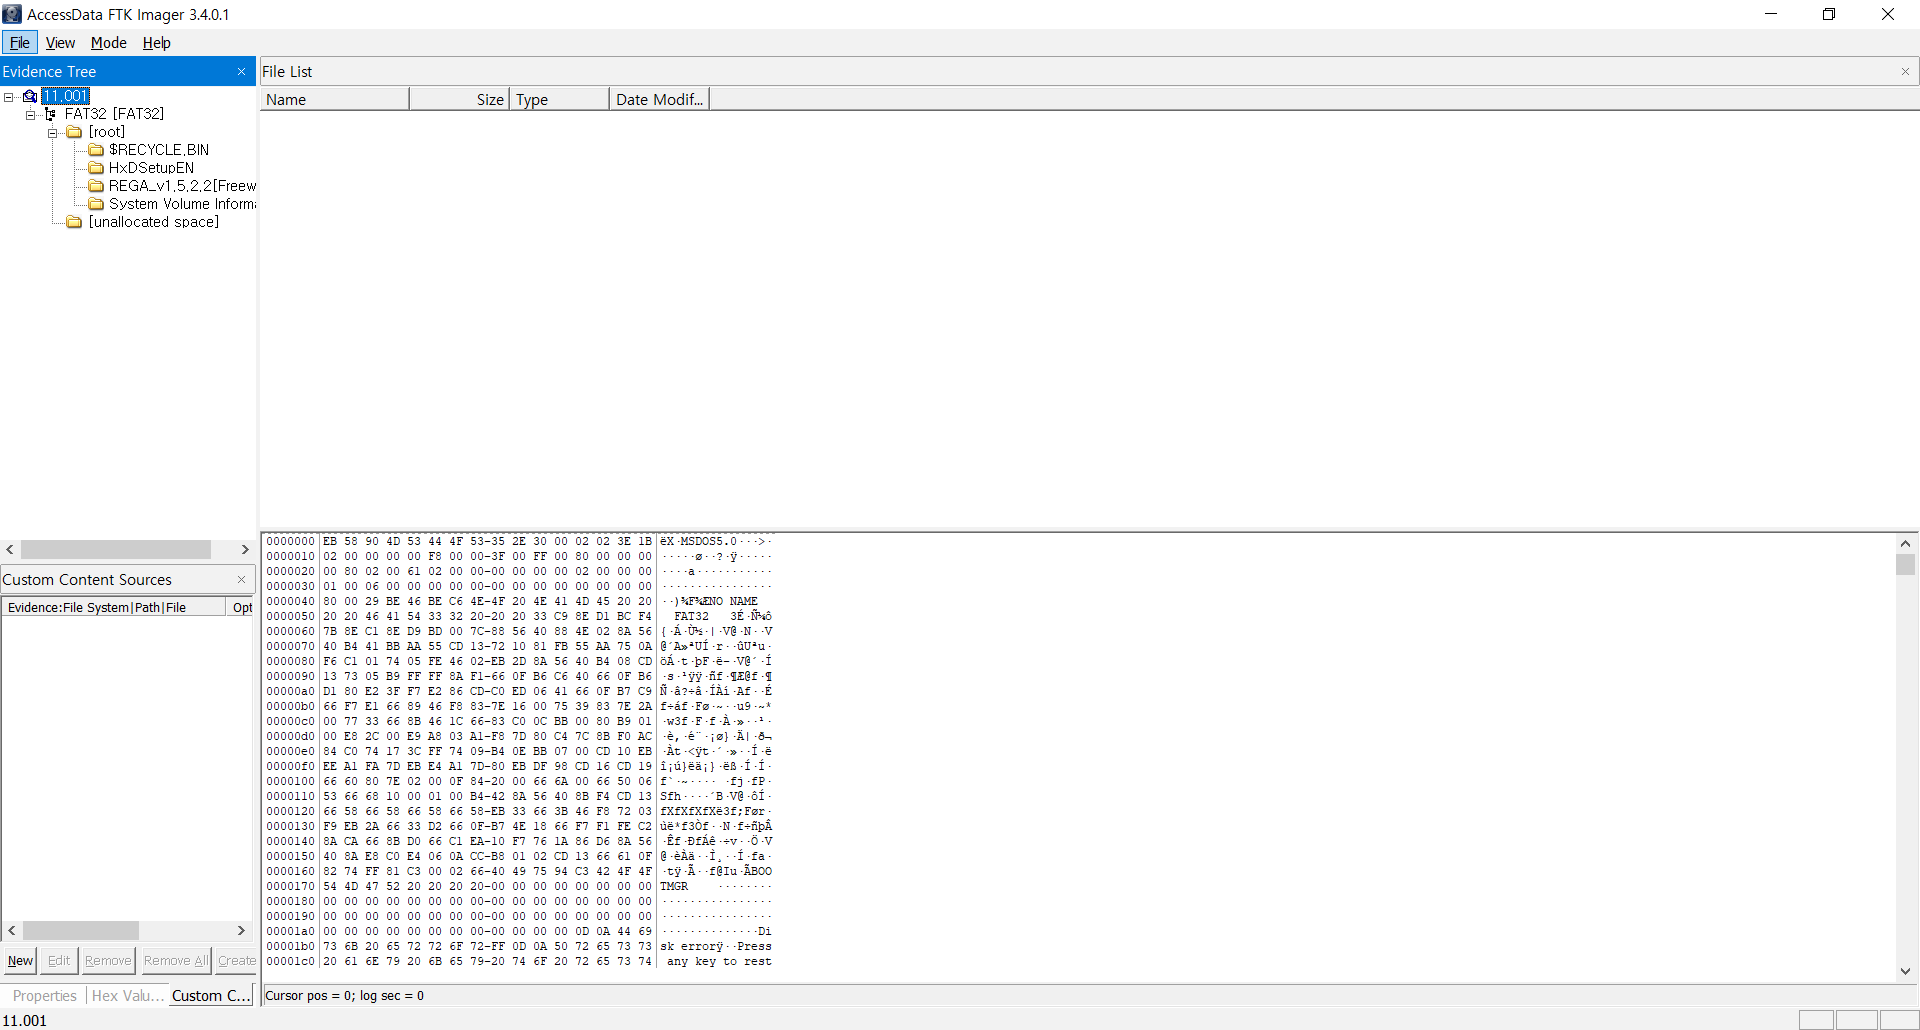 AccessData FTK Imager 3.4.0.1
File View Mode Help
Evidence Tree
11.001
FAT32 [FAT32]
[root]
$RECYCLE.BIN
HxDSetupEN
REGA_v1.5.2.2[Freew
System Volume Informa
[unallocated space]
Custom Content Sources
Evidence:File System|Path|File Opt
New Edit Remove Remove All Create
Properties Hex Valu... Custom C...
File List
Name Size Type Date Modif...
0000000 EB 58 90 4D 53 44 4F 53-35 2E 30 00 02 02 3E 1B ëX·MSDOS5.0···>·
0000010 02 00 00 00 00 F8 00 00-3F 00 FF 00 80 00 00 00 ·····ø··?·ÿ·····
0000020 00 80 02 00 61 02 00 00-00 00 00 00 02 00 00 00 ····a···········
0000030 01 00 06 00 00 00 00 00-00 00 00 00 00 00 00 00 ················
0000040 80 00 29 BE 46 BE C6 4E-4F 20 4E 41 4D 45 20 20 ··)¾F¾ÆNO NAME
0000050 20 20 46 41 54 33 32 20-20 20 33 C9 8E D1 BC F4 FAT32   3É·Ñ¼ô
0000060 7B 8E C1 8E D9 BD 00 7C-88 56 40 88 4E 02 8A 56 {·Á·Ù½·|·V@·N··V
0000070 40 B4 41 BB AA 55 CD 13-72 10 81 FB 55 AA 75 0A @´A»ªUÍ·r··ûUªu·
0000080 F6 C1 01 74 05 FE 46 02-EB 2D 8A 56 40 B4 08 CD öÁ·t·þF·ë-·V@´·Í
0000090 13 73 05 B9 FF FF 8A F1-66 0F B6 C6 40 66 0F B6 ·s·¹ÿÿ·ñf·¶Æ@f·¶
00000a0 D1 80 E2 3F F7 E2 86 CD-C0 ED 06 41 66 0F B7 C9 Ñ·â?÷â·ÍÀí·Af··É
00000b0 66 F7 E1 66 89 46 F8 83-7E 16 00 75 39 83 7E 2A f÷áf·Fø·~··u9·~*
00000c0 00 77 33 66 8B 46 1C 66-83 C0 0C BB 00 80 B9 01 ·w3f·F·f·À·»··¹·
00000d0 00 E8 2C 00 E9 A8 03 A1-F8 7D 80 C4 7C 8B F0 AC ·è,·é¨·¡ø}·Ä|·ð¬
00000e0 84 C0 74 17 3C FF 74 09-B4 0E BB 07 00 CD 10 EB ·Àt·<ÿt·´·»··Í·ë
00000f0 EE A1 FA 7D EB E4 A1 7D-80 EB DF 98 CD 16 CD 19 î¡ú}ëä¡}·ëß·Í·Í·
0000100 66 60 80 7E 02 00 0F 84-20 00 66 6A 00 66 50 06 f`·~···· ·fj·fP·
0000110 53 66 68 10 00 01 00 B4-42 8A 56 40 8B F4 CD 13 Sfh····´B·V@·ôÍ·
0000120 66 58 66 58 66 58 66 58-EB 33 66 3B 46 F8 72 03 fXfXfXfXë3f;Før·
0000130 F9 EB 2A 66 33 D2 66 0F-B7 4E 18 66 F7 F1 FE C2 ùë*f3Òf··N·f÷ñþÂ
0000140 8A CA 66 8B D0 66 C1 EA-10 F7 76 1A 86 D6 8A 56 ·Êf·ÐfÁê·÷v··Ö·V
0000150 40 8A E8 C0 E4 06 0A CC-B8 01 02 CD 13 66 61 0F @·èÀä··Ì¸··Í·fa·
0000160 82 74 FF 81 C3 00 02 66-40 49 75 94 C3 42 4F 4F ·tÿ·Ã··f@Iu·ÃBOO
0000170 54 4D 47 52 20 20 20 20-00 00 00 00 00 00 00 00 TMGR    ········
0000180 00 00 00 00 00 00 00 00-00 00 00 00 00 00 00 00 ················
0000190 00 00 00 00 00 00 00 00-00 00 00 00 00 00 00 00 ················
00001a0 00 00 00 00 00 00 00 00-00 00 00 00 0D 0A 44 69 ··············Di
00001b0 73 6B 20 65 72 72 6F 72-FF 0D 0A 50 72 65 73 73 sk errorÿ··Press
00001c0 20 61 6E 79 20 6B 65 79-20 74 6F 20 72 65 73 74 any key to rest
Cursor pos = 0; log sec = 0
11.001